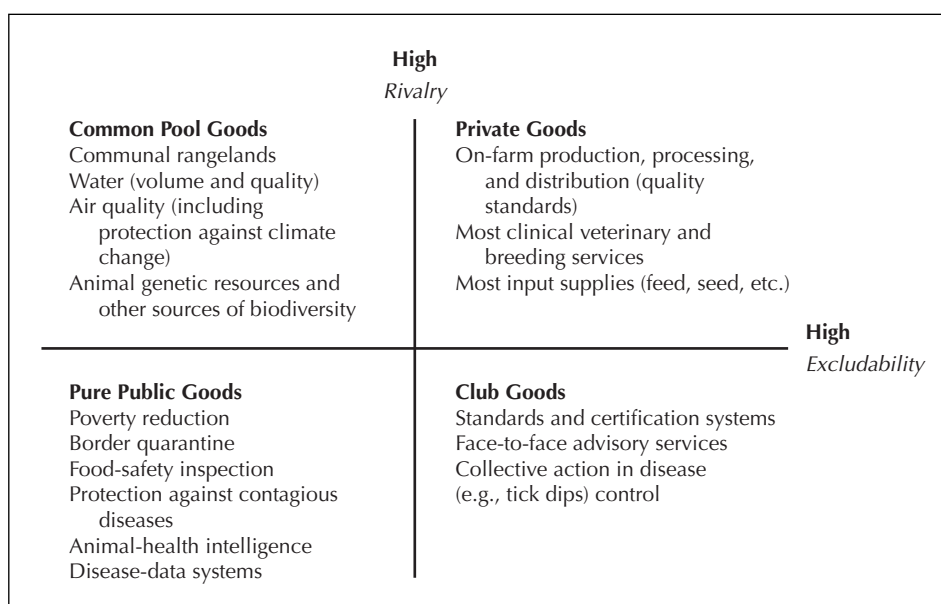 High
Rivalry
Common Pool Goods
Communal rangelands
Water (volume and quality)
Air quality (including
protection against climate
change)
Animal genetic resources and
other sources of biodiversity
Private Goods
On-farm production, processing,
and distribution (quality
standards)
Most clinical veterinary and
breeding services
Most input supplies (feed, seed, etc.)
High
Excludability
Pure Public Goods
Poverty reduction
Border quarantine
Food-safety inspection
Protection against contagious
diseases
Animal-health intelligence
Disease-data systems
Club Goods
Standards and certification systems
Face-to-face advisory services
Collective action in disease
(e.g., tick dips) control